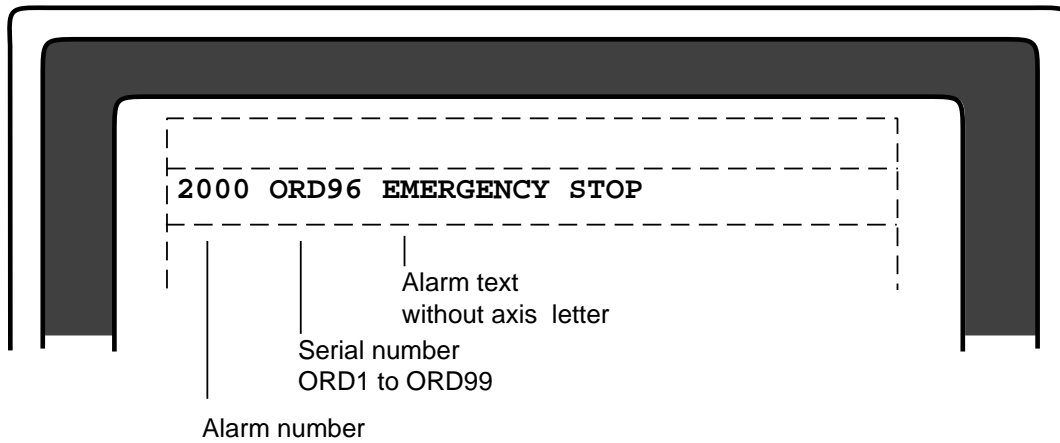 2000 ORD96 EMERGENCY STOP
Alarm text
without axis letter
Serial number
ORD1 to ORD99
Alarm number